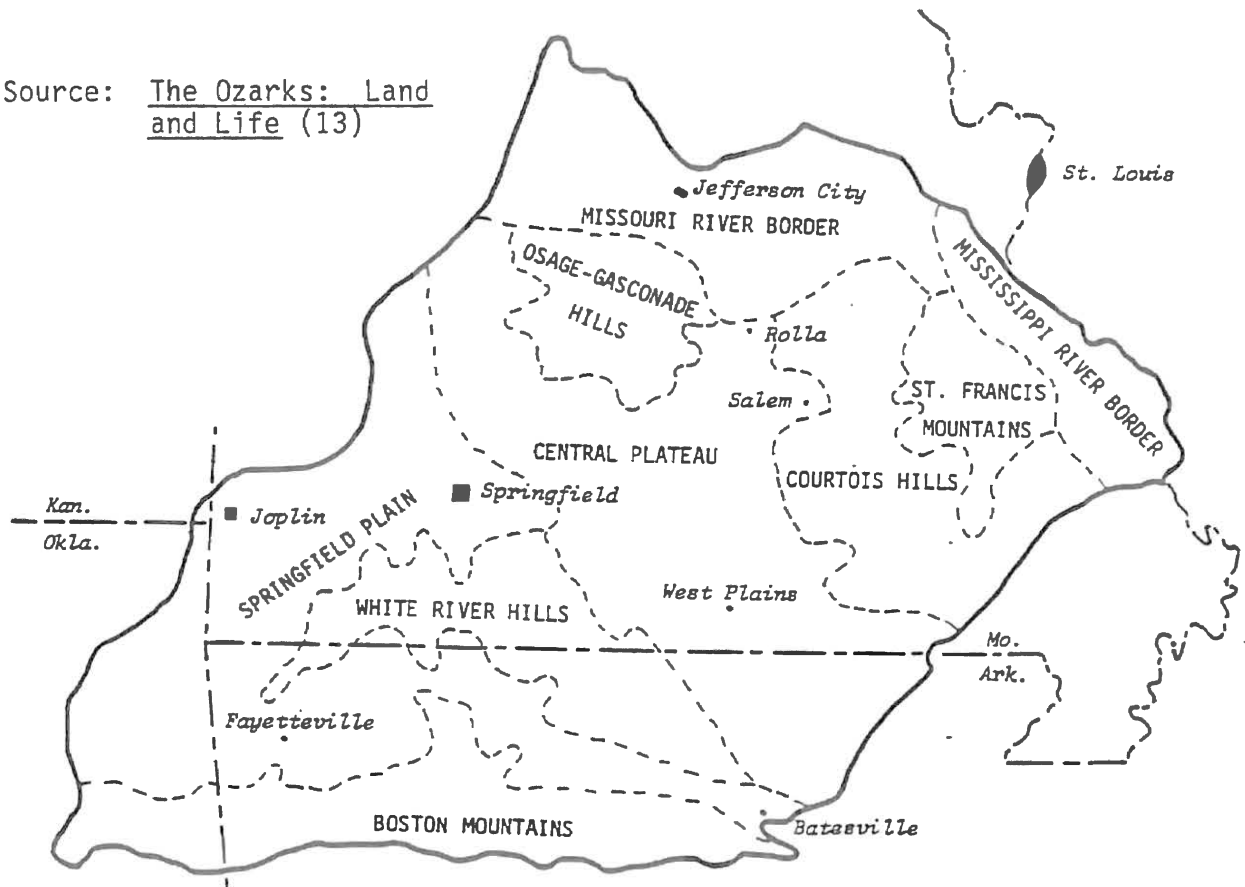 Source: The Ozarks: Land
and Life (13)
St. Louis
Jefferson City
MISSOURI RIVER BORDER
OSAGE-GASCONADE
HILLS
MISSISSIPPI RIVER BORDER
Rolla
Salem
ST. FRANCIS
MOUNTAINS
CENTRAL PLATEAU
COURTOIS HILLS
Springfield
Kan.
Okla.
Joplin
SPRINGFIELD PLAIN
West Plains
WHITE RIVER HILLS
Mo.
Ark.
Fayetteville
BOSTON MOUNTAINS
Batesville